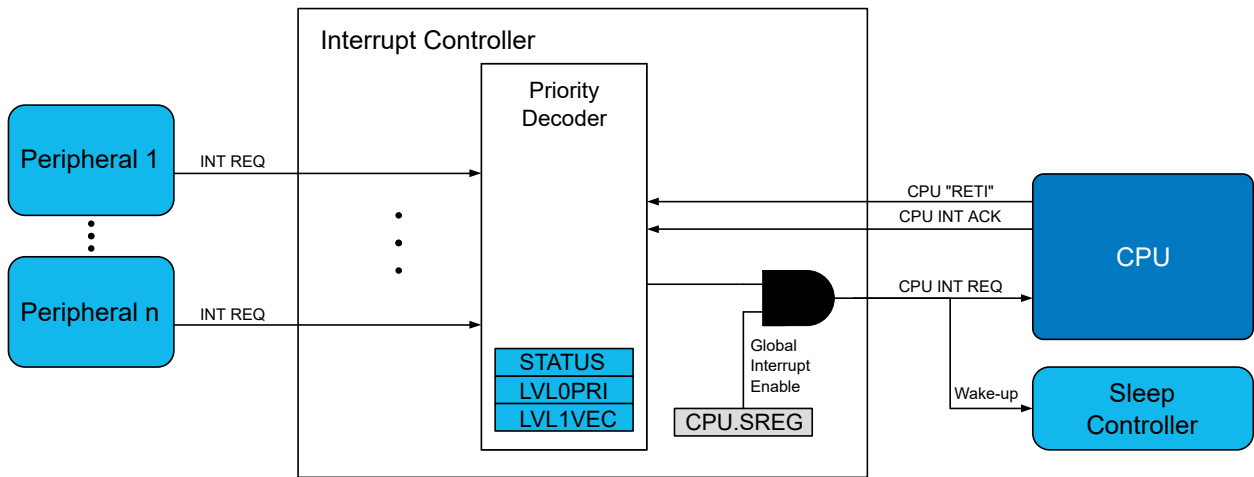 Interrupt Controller
Priority
Decoder
Peripheral 1
INT REQ
CPU "RETI"
CPU INT ACK
CPU
Peripheral n
INT REQ
CPU INT REQ
Global
Interrupt
Enable
STATUS
LVL0PRI
LVL1VEC
CPU.SREG
Wake-up
Sleep
Controller